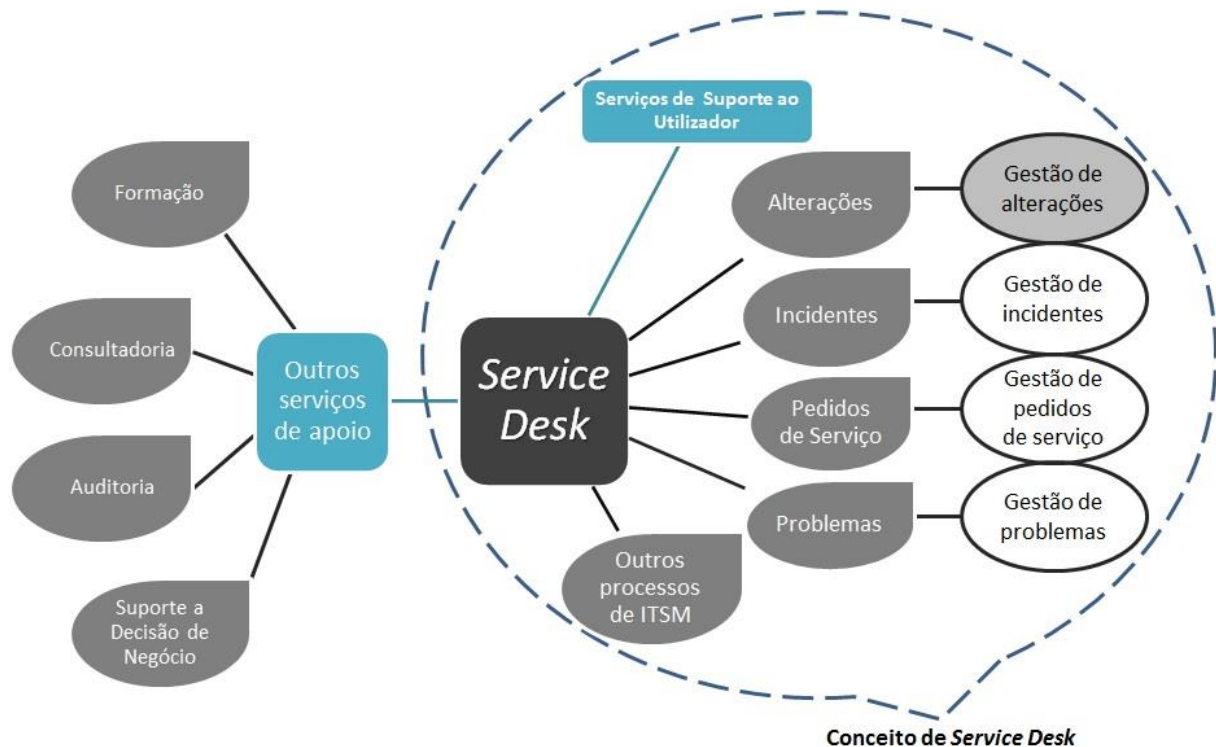 Serviços de Suporte ao
Utilizador
Formação
Consultadoria
Auditoria
Suporte a
Decisão de
Negócio
Outros
serviços
de apoio
Service
Desk
Alterações
Gestão de
alterações
Incidentes
Gestão de
incidentes
Pedidos
de Serviço
Gestão de
pedidos
de serviço
Problemas
Gestão de
problemas
Outros
processos
de ITSM
Conceito de Service Desk